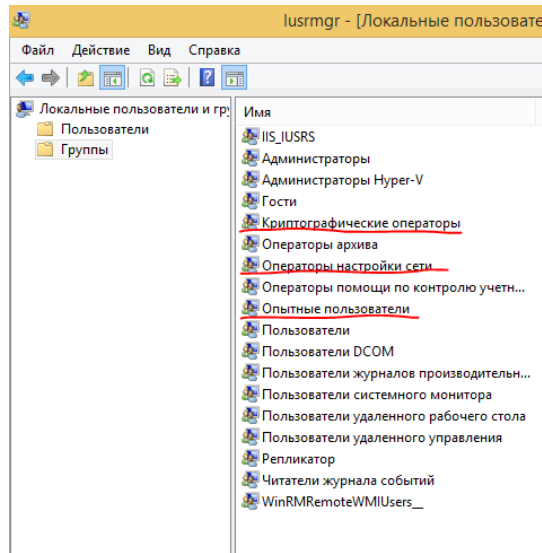 lusrmgr - [Локальные пользовате
Файл Действие Вид Справка
Локальные пользователи и гру
Пользователи
Группы
Имя
IIS_IUSRS
Администраторы
Администраторы Hyper-V
Гости
Криптографические операторы
Операторы архива
Операторы настройки сети
Операторы помощи по контролю учетн...
Опытные пользователи
Пользователи
Пользователи DCOM
Пользователи журналов производительн...
Пользователи системного монитора
Пользователи удаленного рабочего стола
Пользователи удаленного управления
Репликатор
Читатели журнала событий
WinRMRemoteWMIUsers__